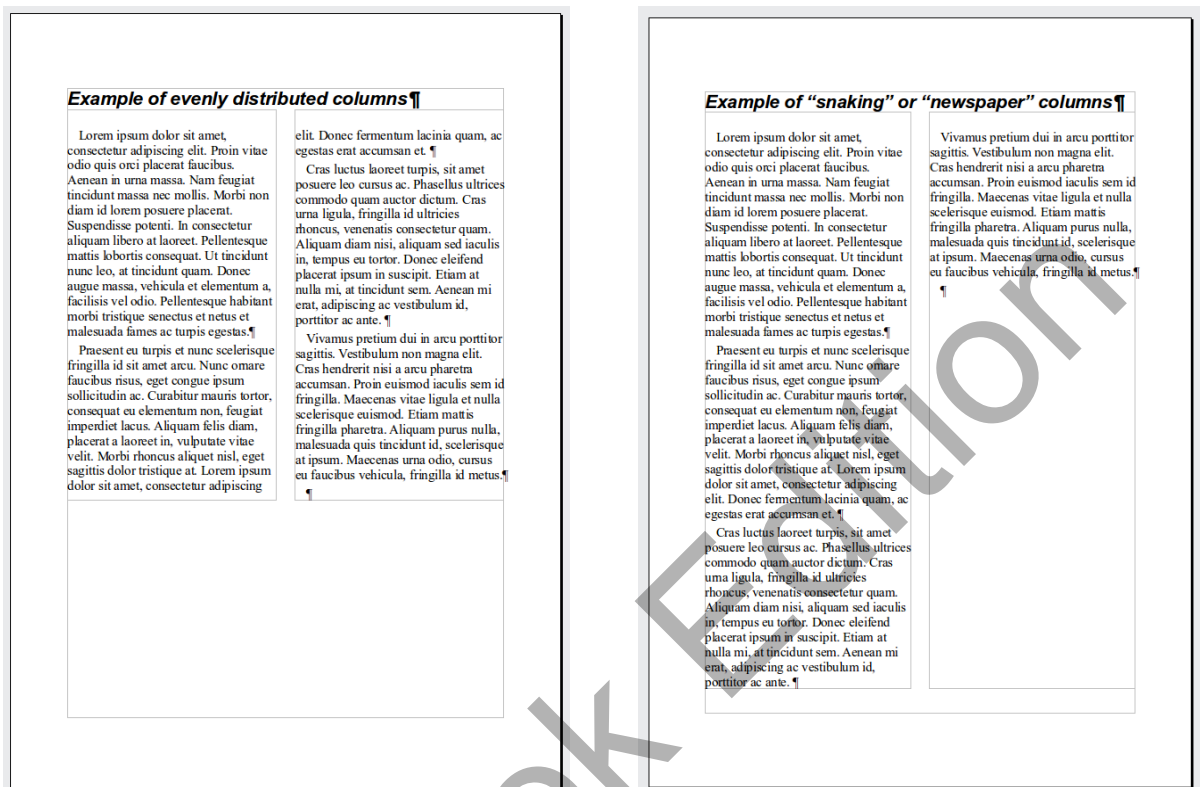 Example of evenly distributed columns¶
Lorem ipsum dolor sit amet,
consectetur adipiscing elit. Proin vitae
odio quis orci placerat faucibus.
Aenean in urna massa. Nam feugiat
tincidunt massa nec mollis. Morbi non
diam id lorem posuere placerat.
Suspendisse potenti. In consectetur
aliquam libero at laoreet. Pellentesque
mattis lobortis consequat. Ut tincidunt
nunc leo, at tincidunt quam. Donec
augue massa, vehicula et elementum a,
facilisis vel odio. Pellentesque habitant
morbi tristique senectus et netus et
malesuada fames ac turpis egestas.¶
Praesent eu turpis et nunc scelerisque
fringilla id sit amet arcu. Nunc ornare
faucibus risus, eget congue ipsum
sollicitudin ac. Curabitur mauris tortor,
consequat eu elementum non, feugiat
imperdiet lacus. Aliquam felis diam,
placerat a laoreet in, vulputate vitae
velit. Morbi rhoncus aliquet nisl, eget
sagittis dolor tristique at. Lorem ipsum
dolor sit amet, consectetur adipiscing
elit. Donec fermentum lacinia quam, ac
egestas erat accumsan et. ¶
Cras luctus laoreet turpis, sit amet
posuere leo cursus ac. Phasellus ultrices
commodo quam auctor dictum. Cras
urna ligula, fringilla id ultricies
rhoncus, venenatis consectetur quam.
Aliquam diam nisi, aliquam sed iaculis
in, tempus eu tortor. Donec eleifend
placerat ipsum in suscipit. Etiam at
nulla mi, at tincidunt sem. Aenean mi
erat, adipiscing ac vestibulum id,
porttitor ac ante. ¶
Vivamus pretium dui in arcu porttitor
sagittis. Vestibulum non magna elit.
Cras hendrerit nisi a arcu pharetra
accumsan. Proin euismod iaculis sem id
fringilla. Maecenas vitae ligula et nulla
scelerisque euismod. Etiam mattis
fringilla pharetra. Aliquam purus nulla,
malesuada quis tincidunt id, scelerisque
at ipsum. Maecenas urna odio, cursus
eu faucibus vehicula, fringilla id metus.¶
¶
Example of “snaking” or “newspaper” columns¶
Lorem ipsum dolor sit amet,
consectetur adipiscing elit. Proin vitae
odio quis orci placerat faucibus.
Aenean in urna massa. Nam feugiat
tincidunt massa nec mollis. Morbi non
diam id lorem posuere placerat.
Suspendisse potenti. In consectetur
aliquam libero at laoreet. Pellentesque
mattis lobortis consequat. Ut tincidunt
nunc leo, at tincidunt quam. Donec
augue massa, vehicula et elementum a,
facilisis vel odio. Pellentesque habitant
morbi tristique senectus et netus et
malesuada fames ac turpis egestas.¶
Praesent eu turpis et nunc scelerisque
fringilla id sit amet arcu. Nunc ornare
faucibus risus, eget congue ipsum
sollicitudin ac. Curabitur mauris tortor,
consequat eu elementum non, feugiat
imperdiet lacus. Aliquam felis diam,
placerat a laoreet in, vulputate vitae
velit. Morbi rhoncus aliquet nisl, eget
sagittis dolor tristique at. Lorem ipsum
dolor sit amet, consectetur adipiscing
elit. Donec fermentum lacinia quam, ac
egestas erat accumsan et. ¶
Cras luctus laoreet turpis, sit amet
posuere leo cursus ac. Phasellus ultrices
commodo quam auctor dictum. Cras
urna ligula, fringilla id ultricies
rhoncus, venenatis consectetur quam.
Aliquam diam nisi, aliquam sed iaculis
in, tempus eu tortor. Donec eleifend
placerat ipsum in suscipit. Etiam at
nulla mi, at tincidunt sem. Aenean mi
erat, adipiscing ac vestibulum id,
porttitor ac ante. ¶
Vivamus pretium dui in arcu porttitor
sagittis. Vestibulum non magna elit.
Cras hendrerit nisi a arcu pharetra
accumsan. Proin euismod iaculis sem id
fringilla. Maecenas vitae ligula et nulla
scelerisque euismod. Etiam mattis
fringilla pharetra. Aliquam purus nulla,
malesuada quis tincidunt id, scelerisque
at ipsum. Maecenas urna odio, cursus
eu faucibus vehicula, fringilla id metus.¶
¶
Edition